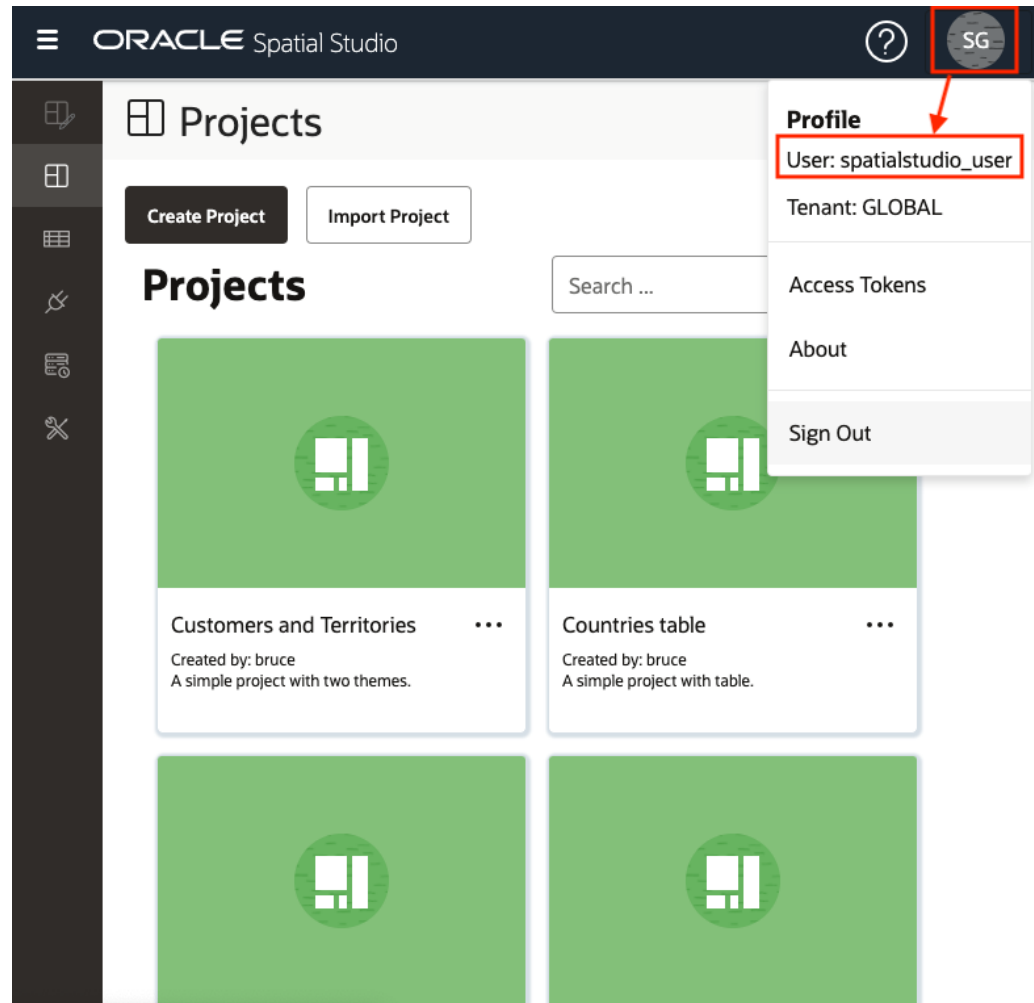 ORACLE Spatial Studio
SG
Projects
Profile
User: spatialstudio_user
Tenant: GLOBAL
Access Tokens
About
Sign Out
Create Project
Import Project
Projects
Search ...
Customers and Territories
Created by: bruce
A simple project with two themes.
Countries table
Created by: bruce
A simple project with table.